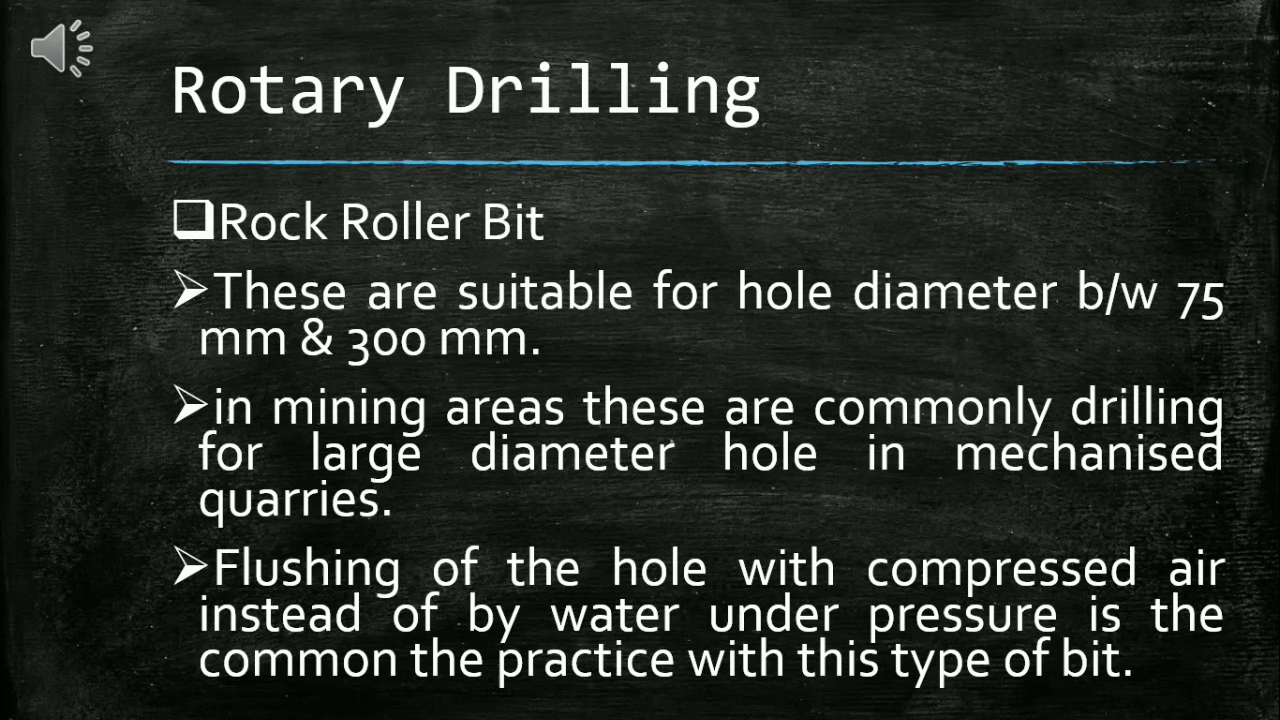 Rotary Drilling
❑Rock Roller Bit
➢These are suitable for hole diameter b/w 75
mm & 300 mm.
➢in mining areas these are commonly drilling
for large diameter hole in mechanised
quarries.
➢Flushing of the hole with compressed air
instead of by water under pressure is the
common the practice with this type of bit.